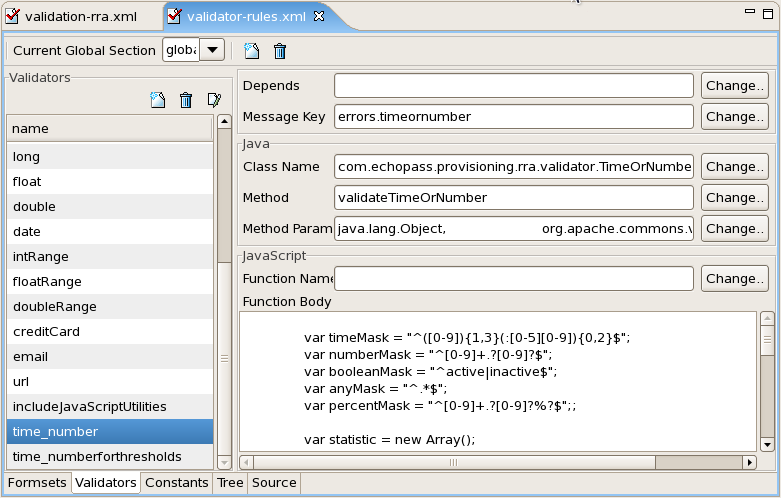 validation-rra.xml
validator-rules.xml
Current Global Section
globa
Validators
name
long
float
double
date
intRange
floatRange
doubleRange
creditCard
email
url
includeJavaScriptUtilities
time_number
time_numberforthresholds
Depends
Change..
Message Key
errors.timeornumber
Change..
Java
Class Name
com.echopass.provisioning.rra.validator.TimeOrNumbe
Change..
Method
validateTimeOrNumber
Change..
Method Param
java.lang.Object, org.apache.commons.v
Change..
JavaScript
Function Name
Change..
Function Body
var timeMask = "^([0-9]){1,3}(:[0-5][0-9]){0,2}$";
var numberMask = "^[0-9]+.?[0-9]?$";
var booleanMask = "^active|inactive$";
var anyMask = "^.*$";
var percentMask = "^[0-9]+.?[0-9]?%?$";;
var statistic = new Array();
Formsets
Validators
Constants
Tree
Source